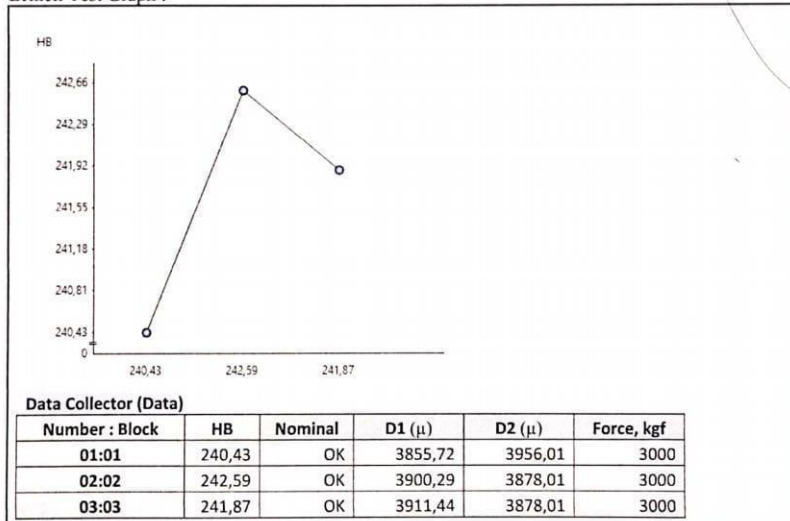 HB
242,66
242,29
241,92
241,55
241,18
240,81
240,43
0
240,43 242,59 241,87
Data Collector (Data)
Number : Block HB Nominal D1 (μ) D2 (μ) Force, kgf
01:01 240,43 OK 3855,72 3956,01 3000
02:02 242,59 OK 3900,29 3878,01 3000
03:03 241,87 OK 3911,44 3878,01 3000